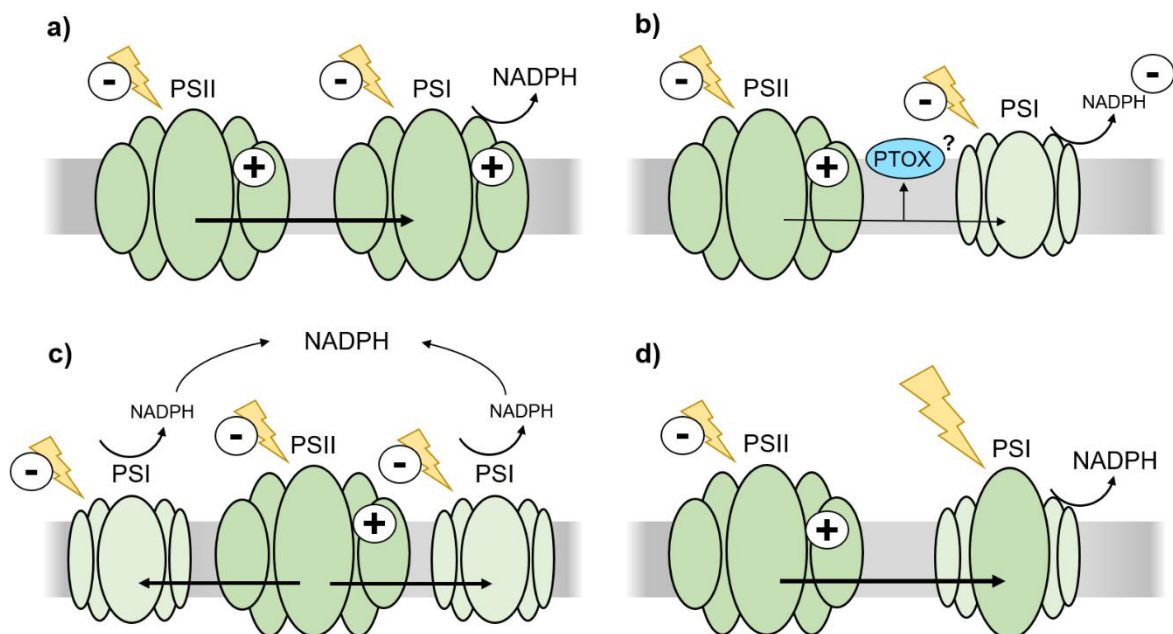 a)
- PSII + - PSI + NADPH
b)
- PSII + PTOX ? - PSI NADPH -
c)
NADPH
NADPH NADPH
- PSI - PSII + - PSI
d)
- PSII + PSI NADPH